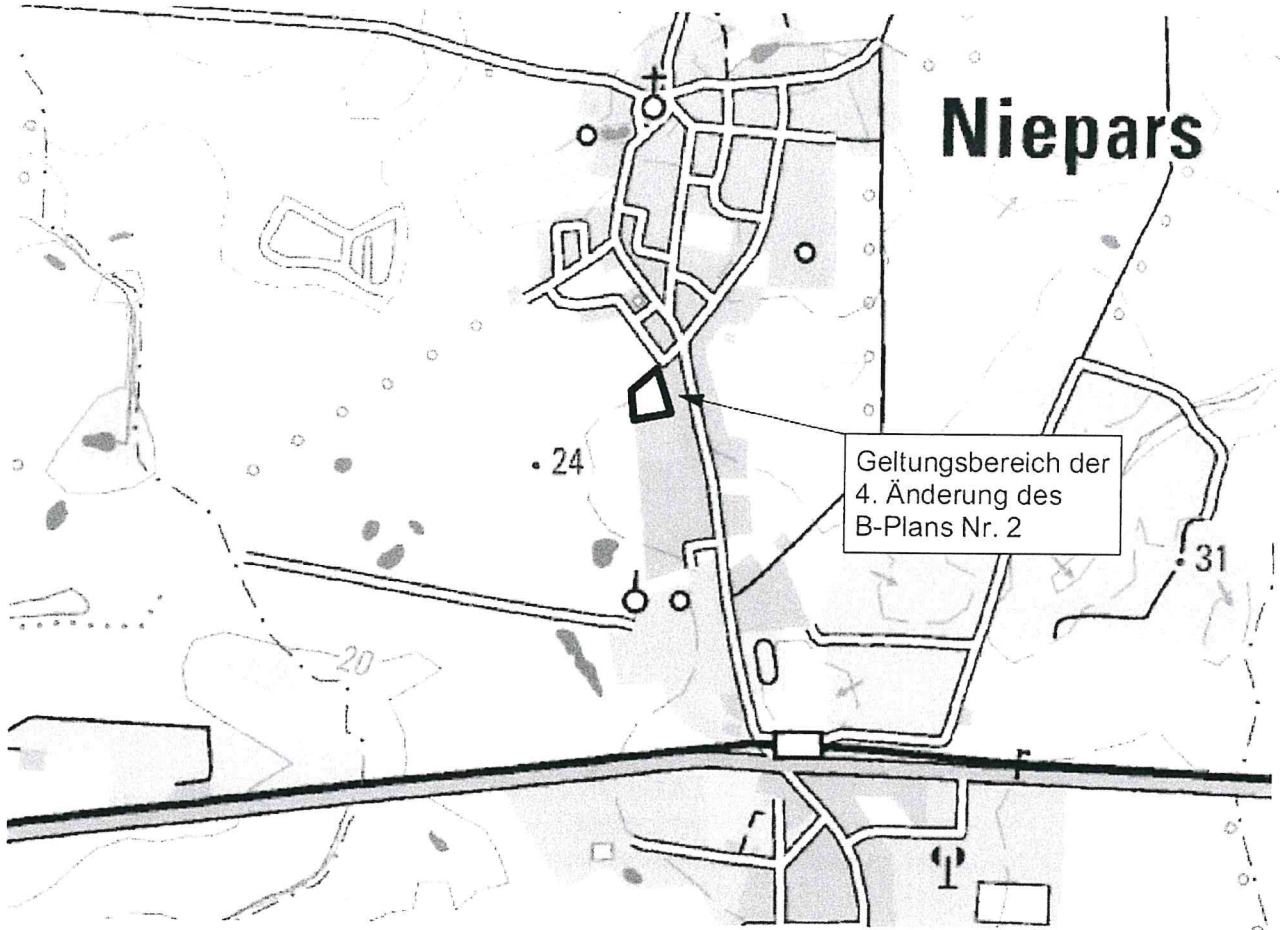 Niepars
24
Geltungsbereich der
4. Änderung des
B-Plans Nr. 2
31
20